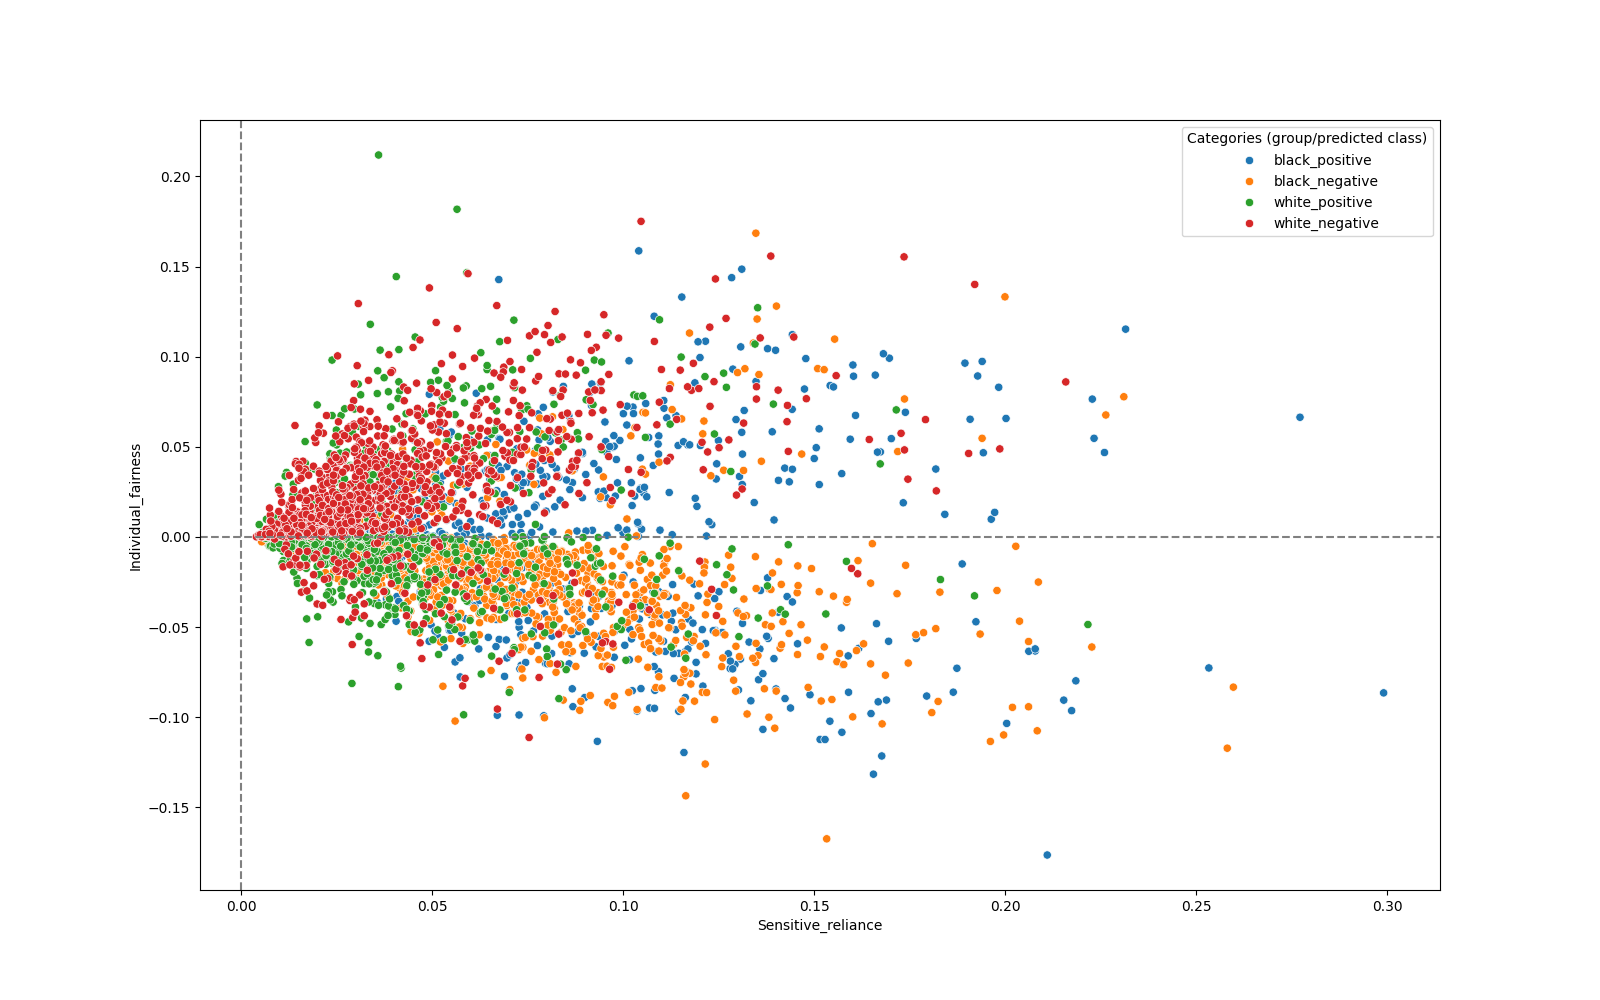 Categories (group/predicted class)
black_positive
black_negative
white_positive
white_negative
0.20
0.15
0.10
0.05
0.00
−0.05
−0.10
−0.15
Individual_fairness
0.00 0.05 0.10 0.15 0.20 0.25 0.30
Sensitive_reliance